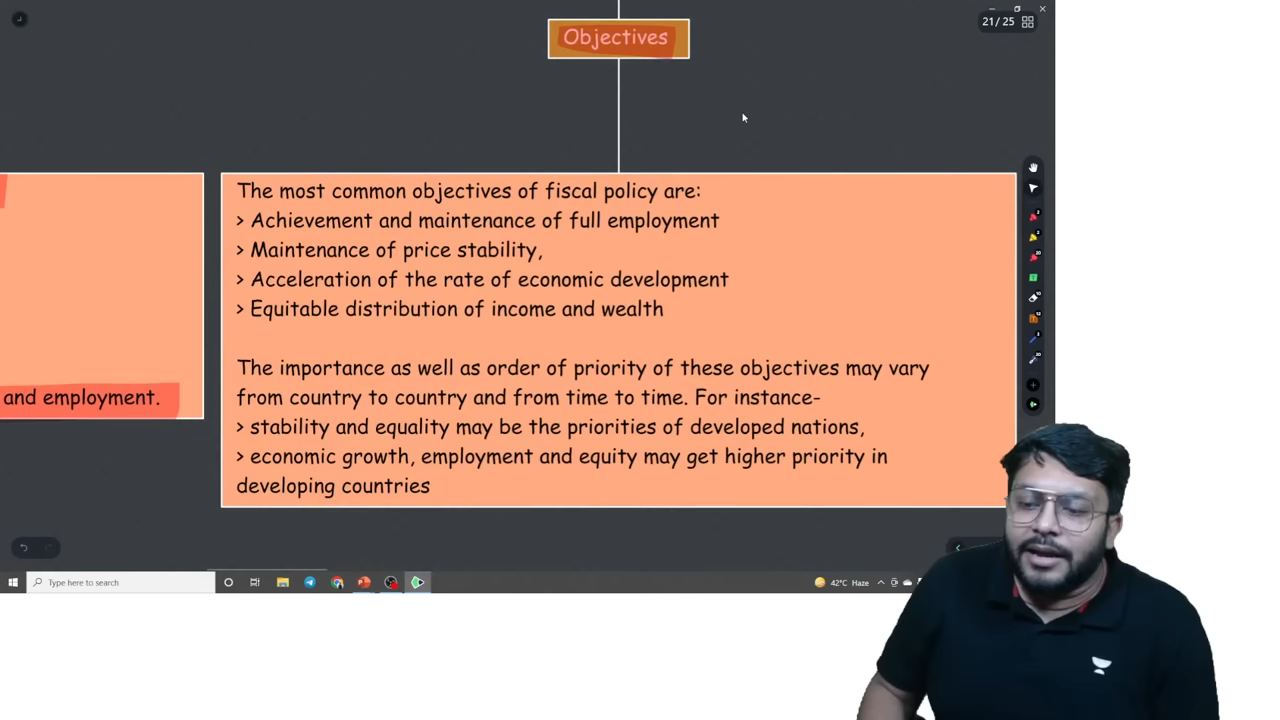 21/25
Objectives
The most common objectives of fiscal policy are:
> Achievement and maintenance of full employment
> Maintenance of price stability,
> Acceleration of the rate of economic development
> Equitable distribution of income and wealth
The importance as well as order of priority of these objectives may vary
from country to country and from time to time. For instance-
> stability and equality may be the priorities of developed nations,
> economic growth, employment and equity may get higher priority in
developing countries
and employment.
Type here to search
42°C Haze